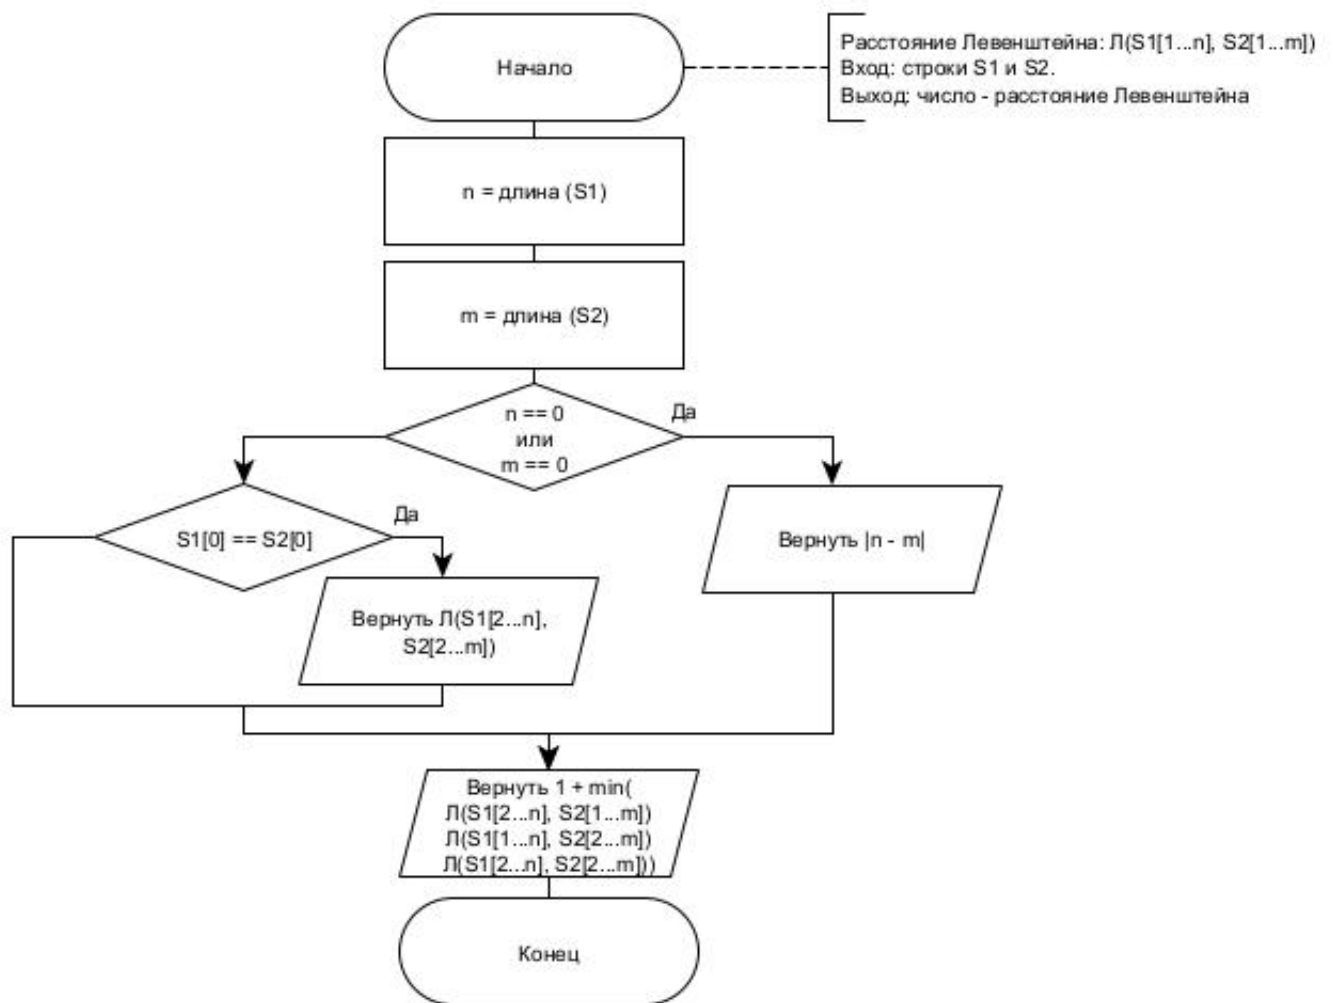 Начало
Расстояние Левенштейна: Л(S1[1...n], S2[1...m])
Вход: строки S1 и S2.
Выход: число - расстояние Левенштейна
n = длина (S1)
m = длина (S2)
n == 0
или
m == 0
Да
S1[0] == S2[0]
Да
Вернуть |n - m|
Вернуть Л(S1[2...n],
S2[2...m])
Вернуть 1 + min(
Л(S1[2...n], S2[1...m])
Л(S1[1...n], S2[2...m])
Л(S1[2...n], S2[2...m]))
Конец